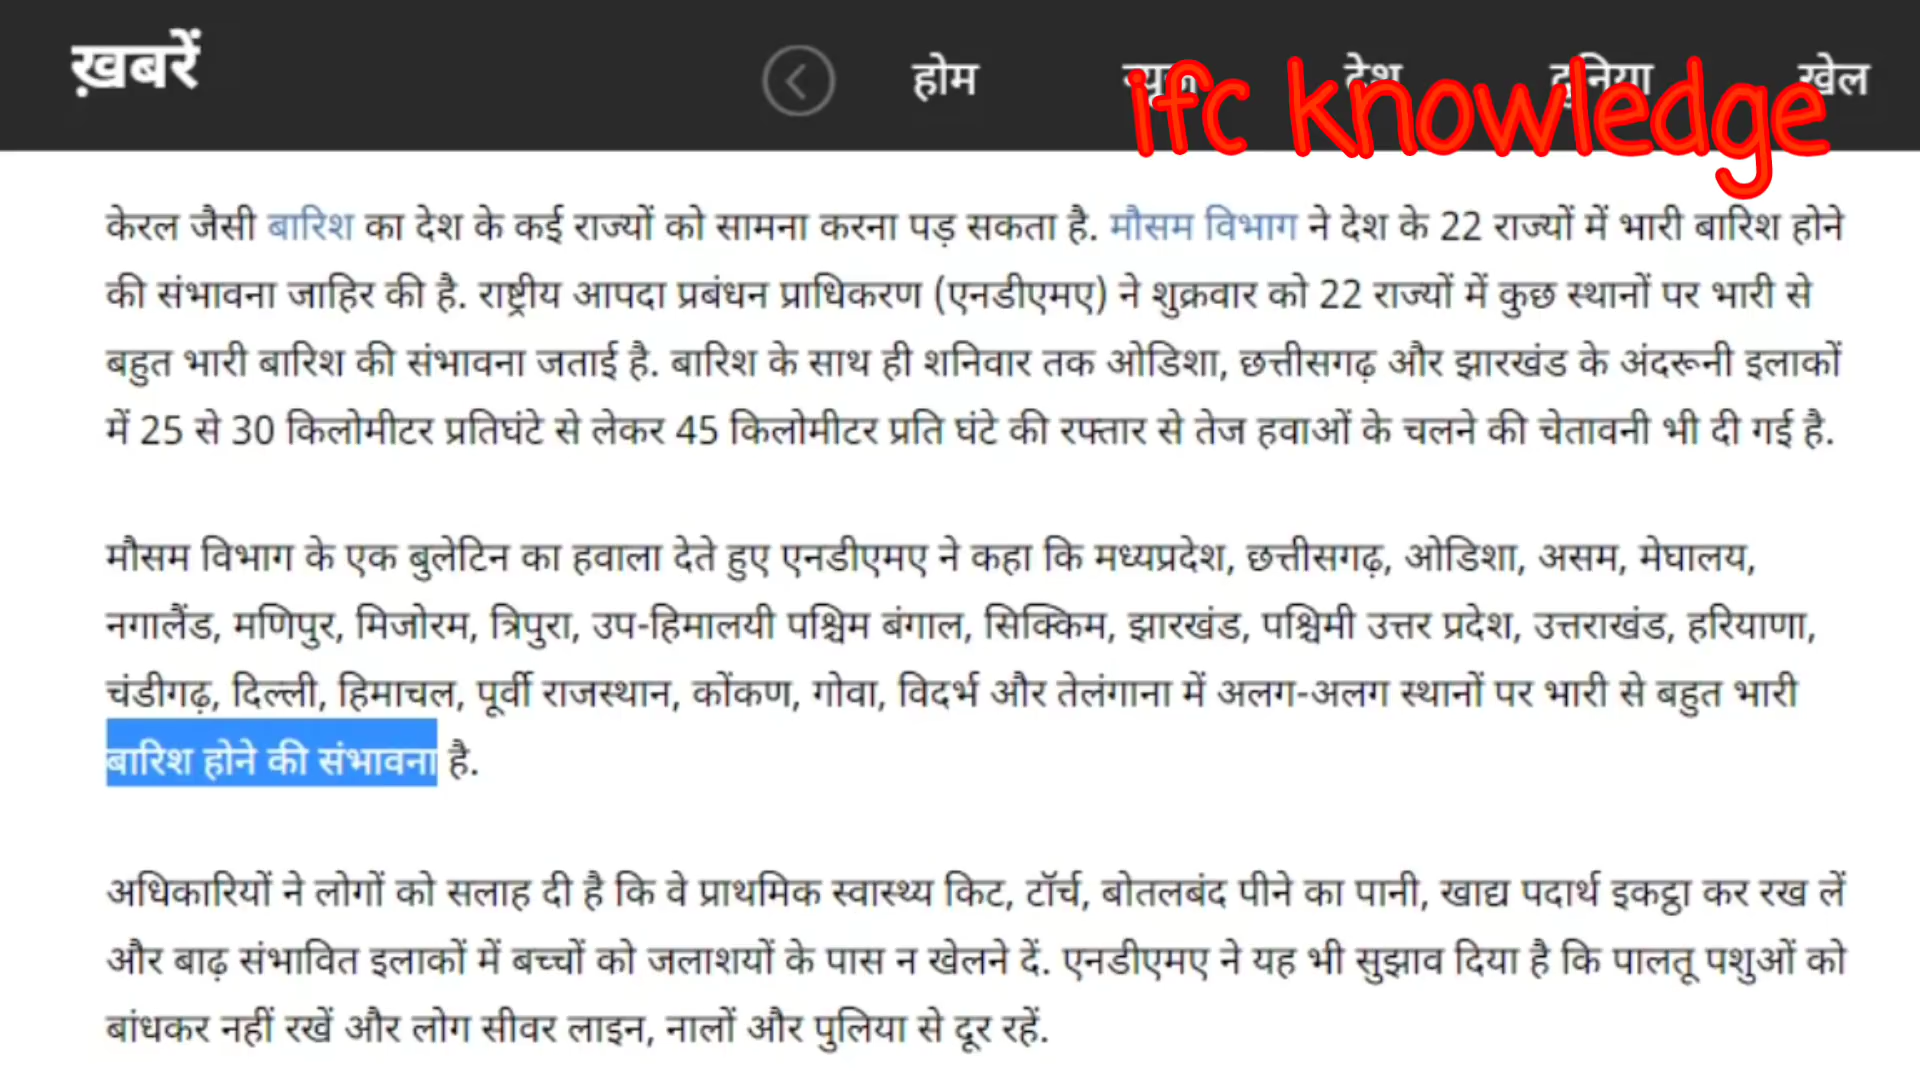 ख़बरें
होम
देश
दुनिया
खेल
ifc knowledge
केरल जैसी बारिश का देश के कई राज्यों को सामना करना पड़ सकता है. मौसम विभाग ने देश के 22 राज्यों में भारी बारिश होने
की संभावना जाहिर की है. राष्ट्रीय आपदा प्रबंधन प्राधिकरण (एनडीएमए) ने शुक्रवार को 22 राज्यों में कुछ स्थानों पर भारी से
बहुत भारी बारिश की संभावना जताई है. बारिश के साथ ही शनिवार तक ओडिशा, छत्तीसगढ़ और झारखंड के अंदरूनी इलाकों
में 25 से 30 किलोमीटर प्रतिघंटे से लेकर 45 किलोमीटर प्रति घंटे की रफ्तार से तेज हवाओं के चलने की चेतावनी भी दी गई है.
मौसम विभाग के एक बुलेटिन का हवाला देते हुए एनडीएमए ने कहा कि मध्यप्रदेश, छत्तीसगढ़, ओडिशा, असम, मेघालय,
नगालैंड, मणिपुर, मिजोरम, त्रिपुरा, उप-हिमालयी पश्चिम बंगाल, सिक्किम, झारखंड, पश्चिमी उत्तर प्रदेश, उत्तराखंड, हरियाणा,
चंडीगढ़, दिल्ली, हिमाचल, पूर्वी राजस्थान, कोंकण, गोवा, विदर्भ और तेलंगाना में अलग-अलग स्थानों पर भारी से बहुत भारी
बारिश होने की संभावना है.
अधिकारियों ने लोगों को सलाह दी है कि वे प्राथमिक स्वास्थ्य किट, टॉर्च, बोतलबंद पीने का पानी, खाद्य पदार्थ इकट्ठा कर रख लें
और बाढ़ संभावित इलाकों में बच्चों को जलाशयों के पास न खेलने दें. एनडीएमए ने यह भी सुझाव दिया है कि पालतू पशुओं को
बांधकर नहीं रखें और लोग सीवर लाइन, नालों और पुलिया से दूर रहें.